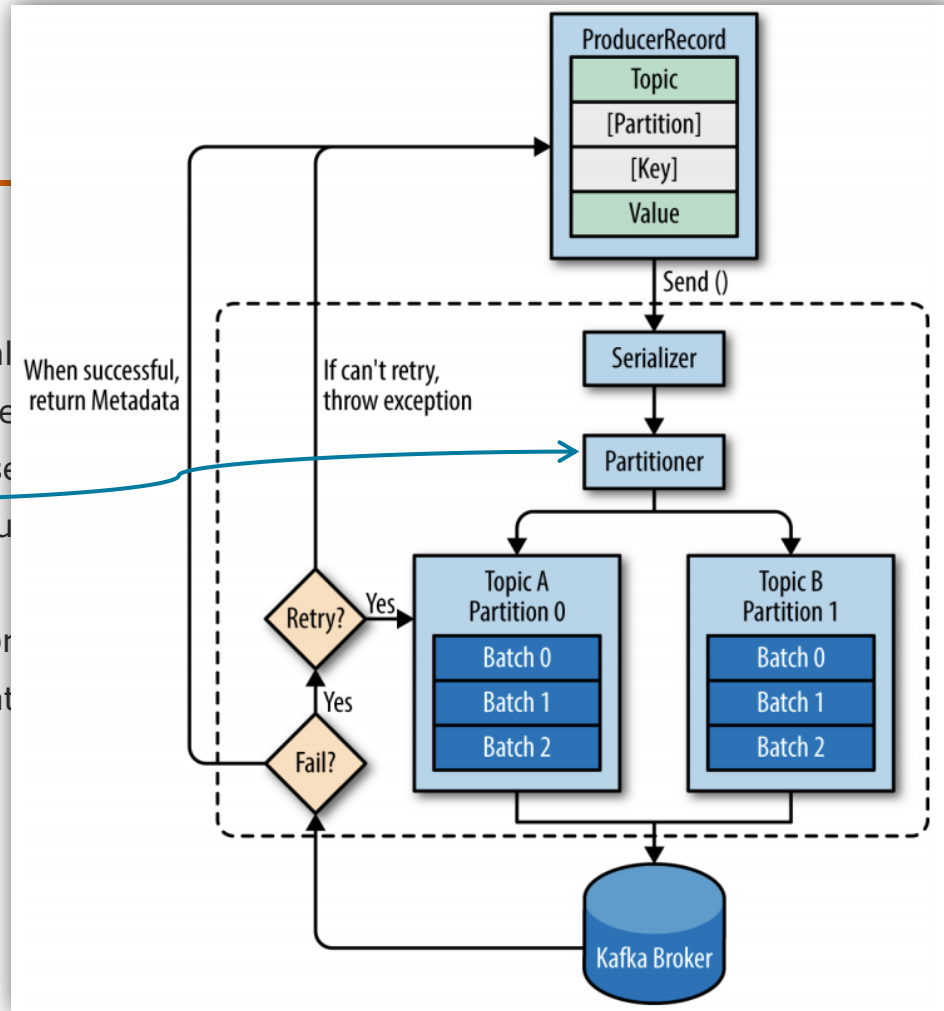 ProducerRecord
Topic
[Partition]
[Key]
Value
Send ()
Serializer
When successful,
return Metadata
If can't retry,
throw exception
Partitioner
Topic A
Partition 0
Batch 0
Batch 1
Batch 2
Topic B
Partition 1
Batch 0
Batch 1
Batch 2
Retry?
Yes
Yes
Fail?
Kafka Broker